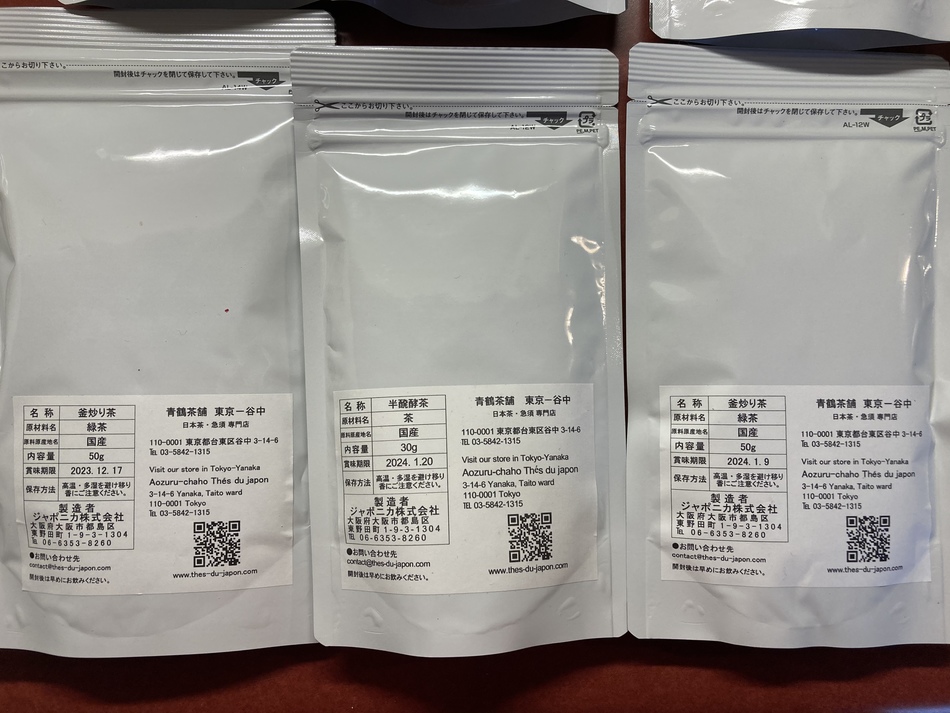 ここからお切り下さい。
開封後はチャックを閉じて保存して下さい。
チャック
名 称 釜炒り茶
原材料名 緑茶
原料原産地名 国産
内容量 50g
賞味期限 2023. 12. 17
保存方法 高温・多湿を避け移り
香にご注意ください。
製 造 者
ジャポニカ株式会社
大阪府大阪市都島区
東野田町1-9-3-1304
℡ 06-6353-8260
●お問い合わせ先
contact@thes-du-japon.com
開封後は早めにお飲みください。
青鶴茶舗 東京ー谷中
日本茶・急須 専門店
110-0001 東京都台東区谷中 3-14-6
℡ 03-5842-1315
Visit our store in Tokyo-Yanaka
Aozuru-chaho Thés du japon
3-14-6 Yanaka, Taito ward
110-0001 Tokyo
℡ 03-5842-1315
www.thes-du-japon.com
ここからお切り下さい。
開封後はチャックを閉じて保存して下さい。
チャック
AL-12W
プラ
PE,M,PET
名 称 半醗酵茶
原材料名 茶
原料原産地名 国産
内容量 30g
賞味期限 2024. 1.20
保存方法 高温・多湿を避け移り
香にご注意ください。
製 造 者
ジャポニカ株式会社
大阪府大阪市都島区
東野田町1-9-3-1304
℡ 06-6353-8260
●お問い合わせ先
contact@thes-du-japon.com
開封後は早めにお飲みください。
青鶴茶舗 東京ー谷中
日本茶・急須 専門店
110-0001 東京都台東区谷中 3-14-6
℡ 03-5842-1315
Visit our store in Tokyo-Yanaka
Aozuru-chaho Thés du japon
3-14-6 Yanaka, Taito ward
110-0001 Tokyo
℡ 03-5842-1315
www.thes-du-japon.com
ここからお切り下さい。
開封後はチャックを閉じて保存して下さい。
チャック
AL-12W
プラ
PE,M,PET
名 称 釜炒り茶
原材料名 緑茶
原料原産地名 国産
内容量 50g
賞味期限 2024. 1. 9
保存方法 高温・多湿を避け移り
香にご注意ください。
製 造 者
ジャポニカ株式会社
大阪府大阪市都島区
東野田町1-9-3-1304
℡ 06-6353-8260
●お問い合わせ先
contact@thes-du-japon.com
開封後は早めにお飲みください。
青鶴茶舗 東京ー谷中
日本茶・急須 専門店
110-0001 東京都台東区谷中 3-14-6
℡ 03-5842-1315
Visit our store in Tokyo-Yanaka
Aozuru-chaho Thés du japon
3-14-6 Yanaka, Taito ward
110-0001 Tokyo
℡ 03-5842-1315
www.thes-du-japon.com